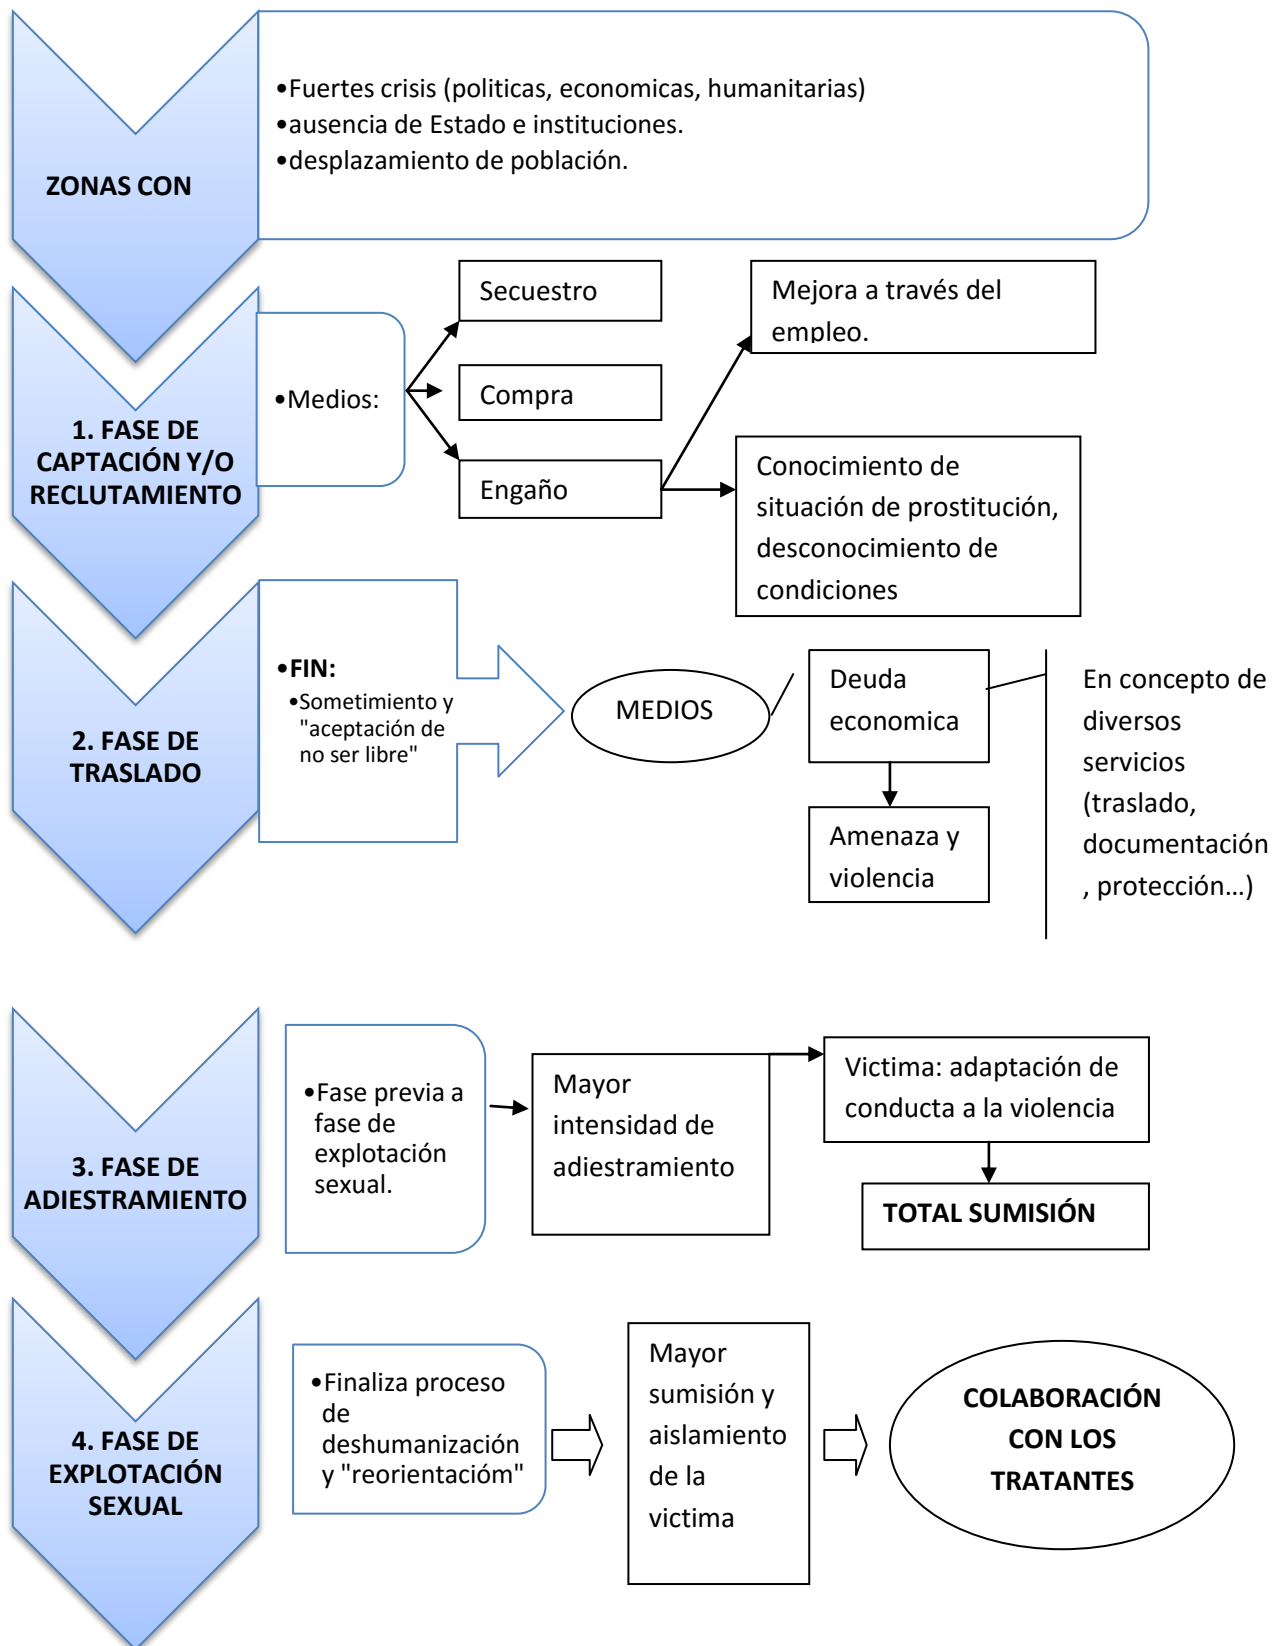 ZONAS CON
•Fuertes crisis (politicas, economicas, humanitarias)
•ausencia de Estado e instituciones.
•desplazamiento de población.
1. FASE DE
CAPTACIÓN Y/O
RECLUTAMIENTO
•Medios:
Secuestro
Compra
Engaño
Mejora a través del
empleo.
Conocimiento de
situación de prostitución,
desconocimiento de
condiciones
2. FASE DE
TRASLADO
•FIN:
•Sometimiento y
"aceptación de
no ser libre"
MEDIOS
Deuda
economica
Amenaza y
violencia
En concepto de
diversos
servicios
(traslado,
documentación
, protección…)
3. FASE DE
ADIESTRAMIENTO
•Fase previa a
fase de
explotación
sexual.
Mayor
intensidad de
adiestramiento
Victima: adaptación de
conducta a la violencia
TOTAL SUMISIÓN
4. FASE DE
EXPLOTACIÓN
SEXUAL
•Finaliza proceso
de
deshumanización
y "reorientacióm"
Mayor
sumisión y
aislamiento
de la
victima
COLABORACIÓN
CON LOS
TRATANTES